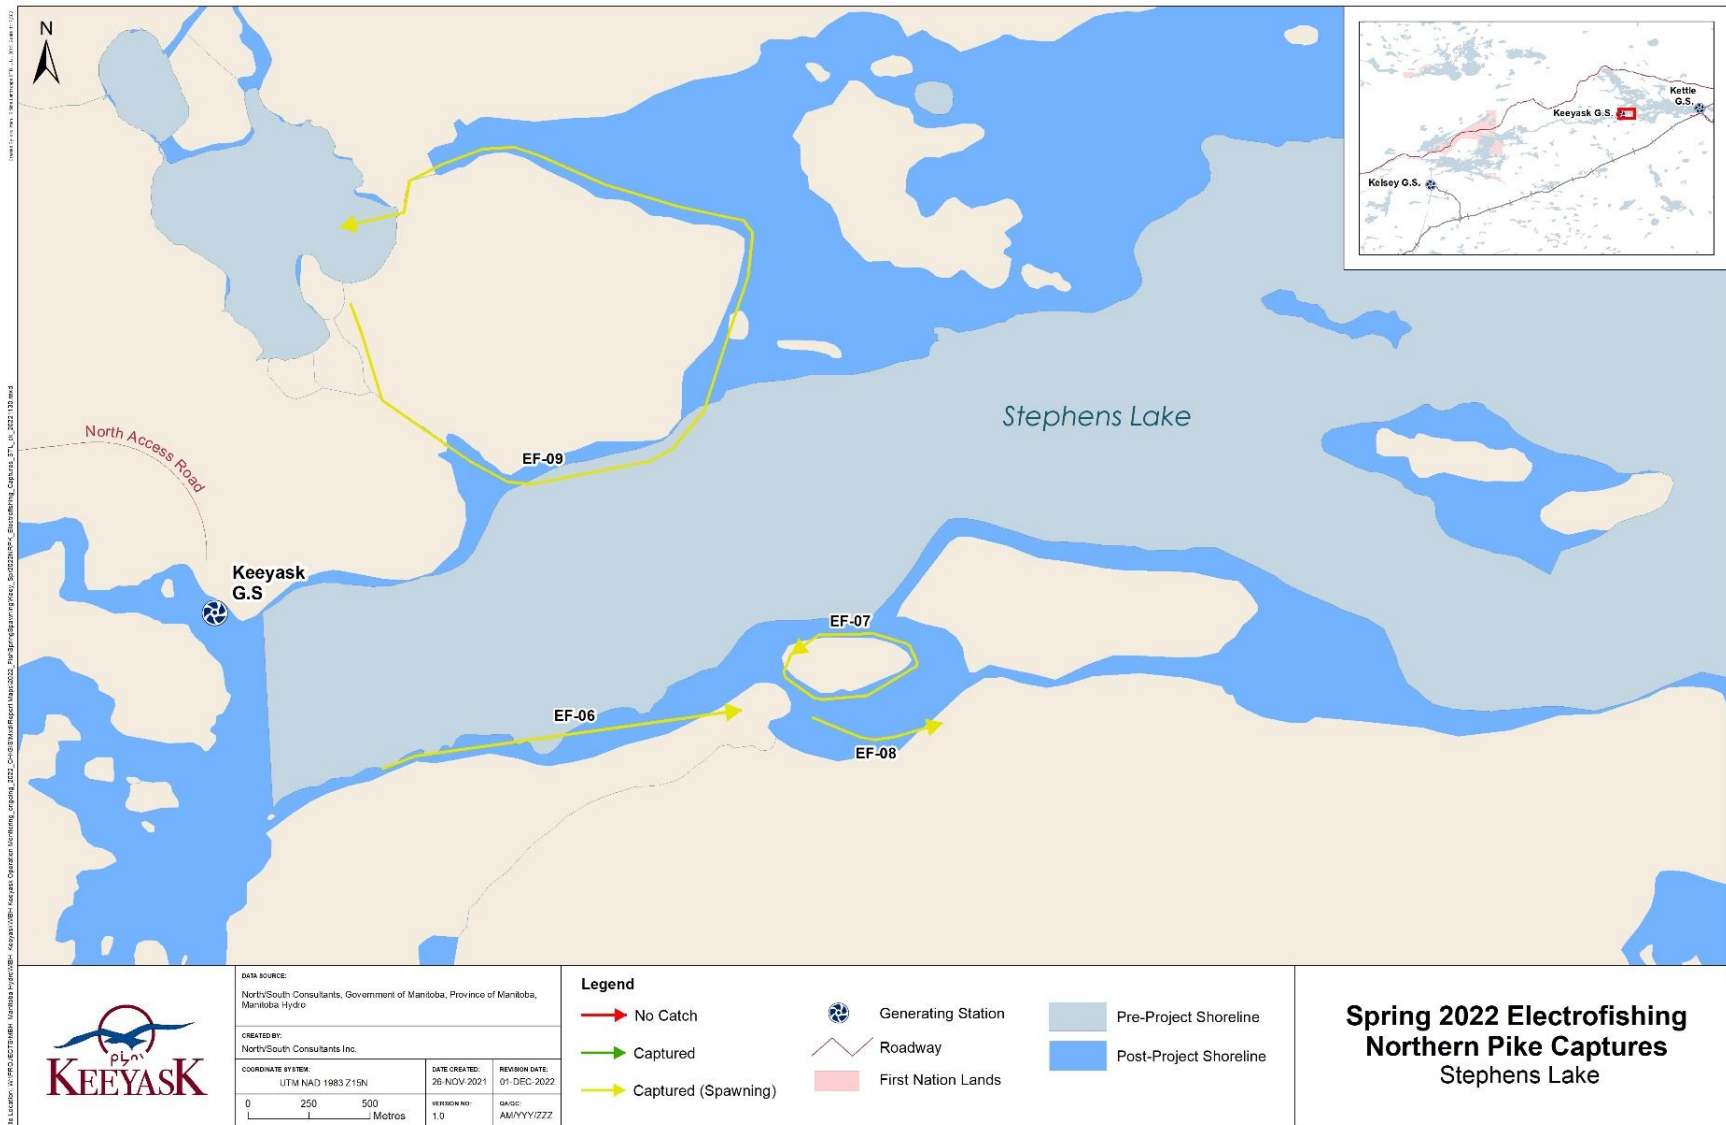 N
Kettle
G.S.
Keeyask G.S.
Kelsey G.S.
Stephens Lake
North Access Road
EF-09
Keeyask
G.S
EF-07
EF-06
EF-08
KEEYASK
DATA SOURCE:
North/South Consultants, Government of Manitoba, Province of Manitoba,
Manitoba Hydro
CREATED BY:
North/South Consultants Inc.
COORDINATE SYSTEM:
UTM NAD 1983 Z15N
DATE CREATED:
26-NOV-2021
REVISION DATE:
01-DEC-2022
0 250 500
Metres
VERSION NO:
1.0
QA/QC:
AM/YYY/ZZZ
Legend
No Catch
Captured
Captured (Spawning)
Generating Station
Roadway
First Nation Lands
Pre-Project Shoreline
Post-Project Shoreline
Spring 2022 Electrofishing
Northern Pike Captures
Stephens Lake